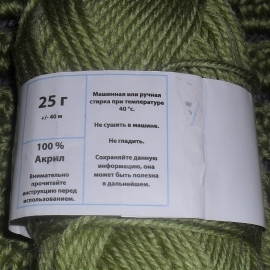 25 г
+/- 40 м
100 %
Акрил
Внимательно
прочитайте
инструкцию перед
использованием.
Машинная или ручная
стирка при температуре
40 °с.
Не сушить в машине.
Не гладить.
Сохраняйте данную
информацию, она
может быть полезна
в дальнейшем.